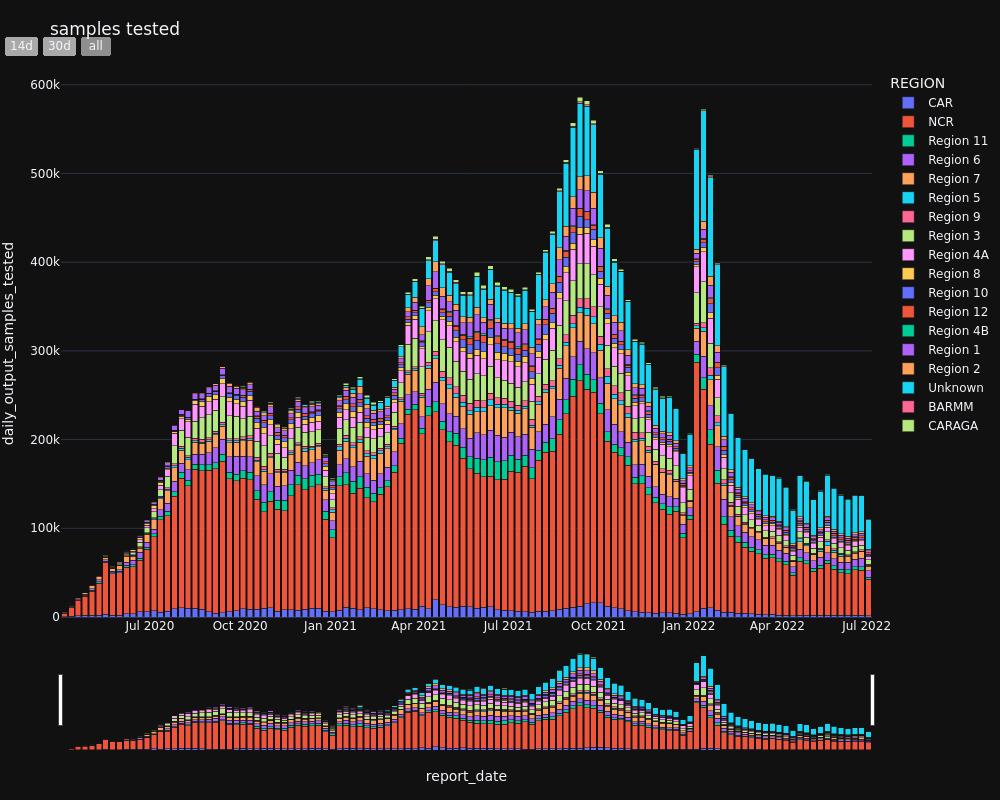 samples tested
14d 30d all
daily_output_samples_tested
600k
500k
400k
300k
200k
100k
0
Jul 2020 Oct 2020 Jan 2021 Apr 2021 Jul 2021 Oct 2021 Jan 2022 Apr 2022 Jul 2022
report_date
REGION
CAR
NCR
Region 11
Region 6
Region 7
Region 5
Region 9
Region 3
Region 4A
Region 8
Region 10
Region 12
Region 4B
Region 1
Region 2
Unknown
BARMM
CARAGA